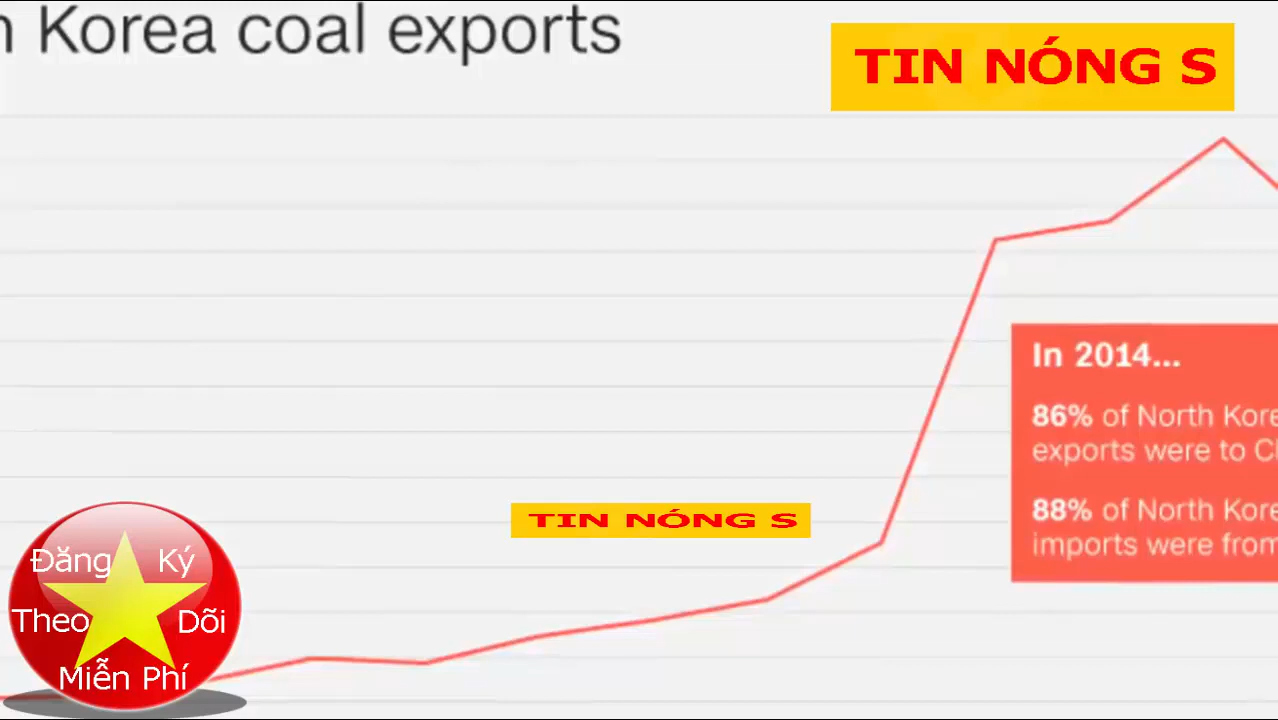 n Korea coal exports
TIN NÓNG S
In 2014...
86% of North Kore
exports were to C
88% of North Kore
imports were from
TIN NÓNG S
Đăng Ký
Theo Dõi
Miễn Phí